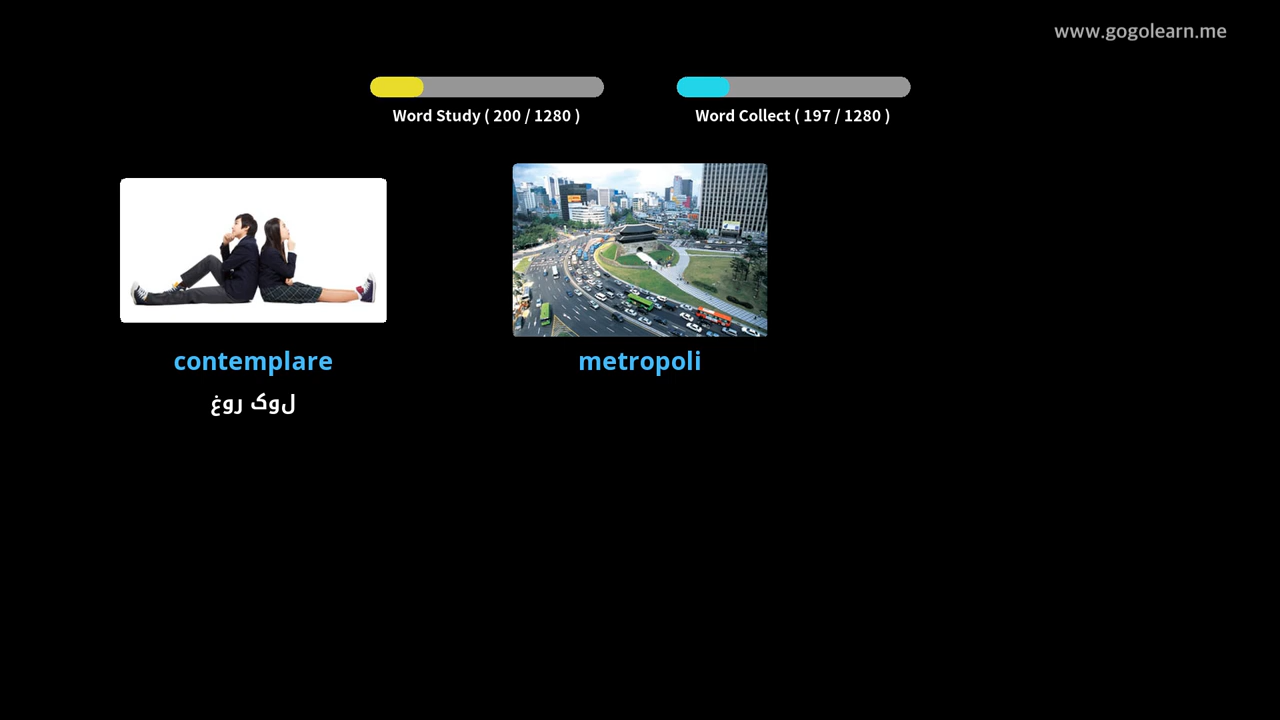 www.gogolearn.me
Word Study ( 200 / 1280 )
Word Collect ( 197 / 1280 )
contemplare
metropoli
غور کول